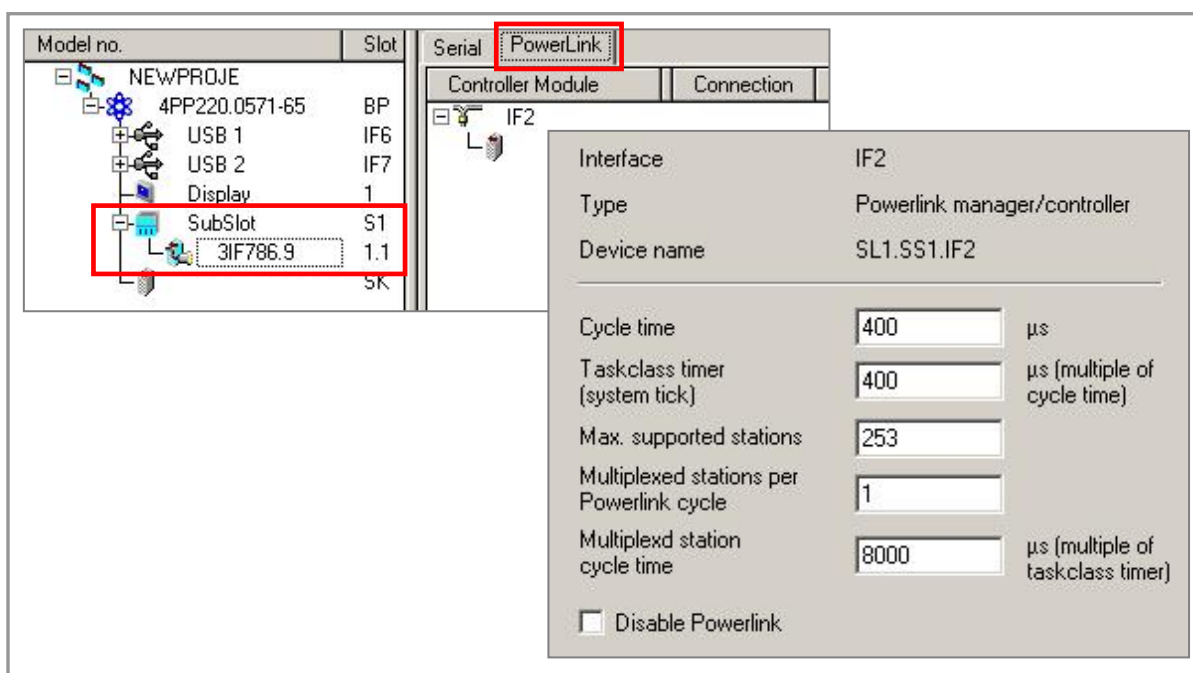 Model no. Slot
NEWPROJE
4PP220.0571-65 BP
USB 1 IF6
USB 2 IF7
Display 1
SubSlot S1
3IF786.9 1.1
SK
Serial PowerLink
Controller Module Connection
IF2
Interface IF2
Type Powerlink manager/controller
Device name SL1.SS1.IF2
Cycle time 400 µs
Taskclass timer
(system tick) 400 µs (multiple of
cycle time)
Max. supported stations 253
Multiplexed stations per
Powerlink cycle 1
Multiplexd station
cycle time 8000 µs (multiple of
taskclass timer)
Disable Powerlink